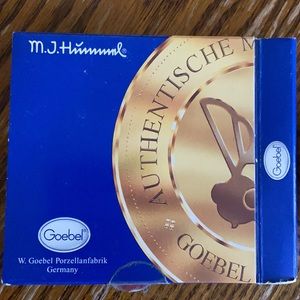 M.J.Hummel®
AUTHENTISCHE M
GOEBEL
Goebel®
W. Goebel Porzellanfabrik
Germany
Goebel®